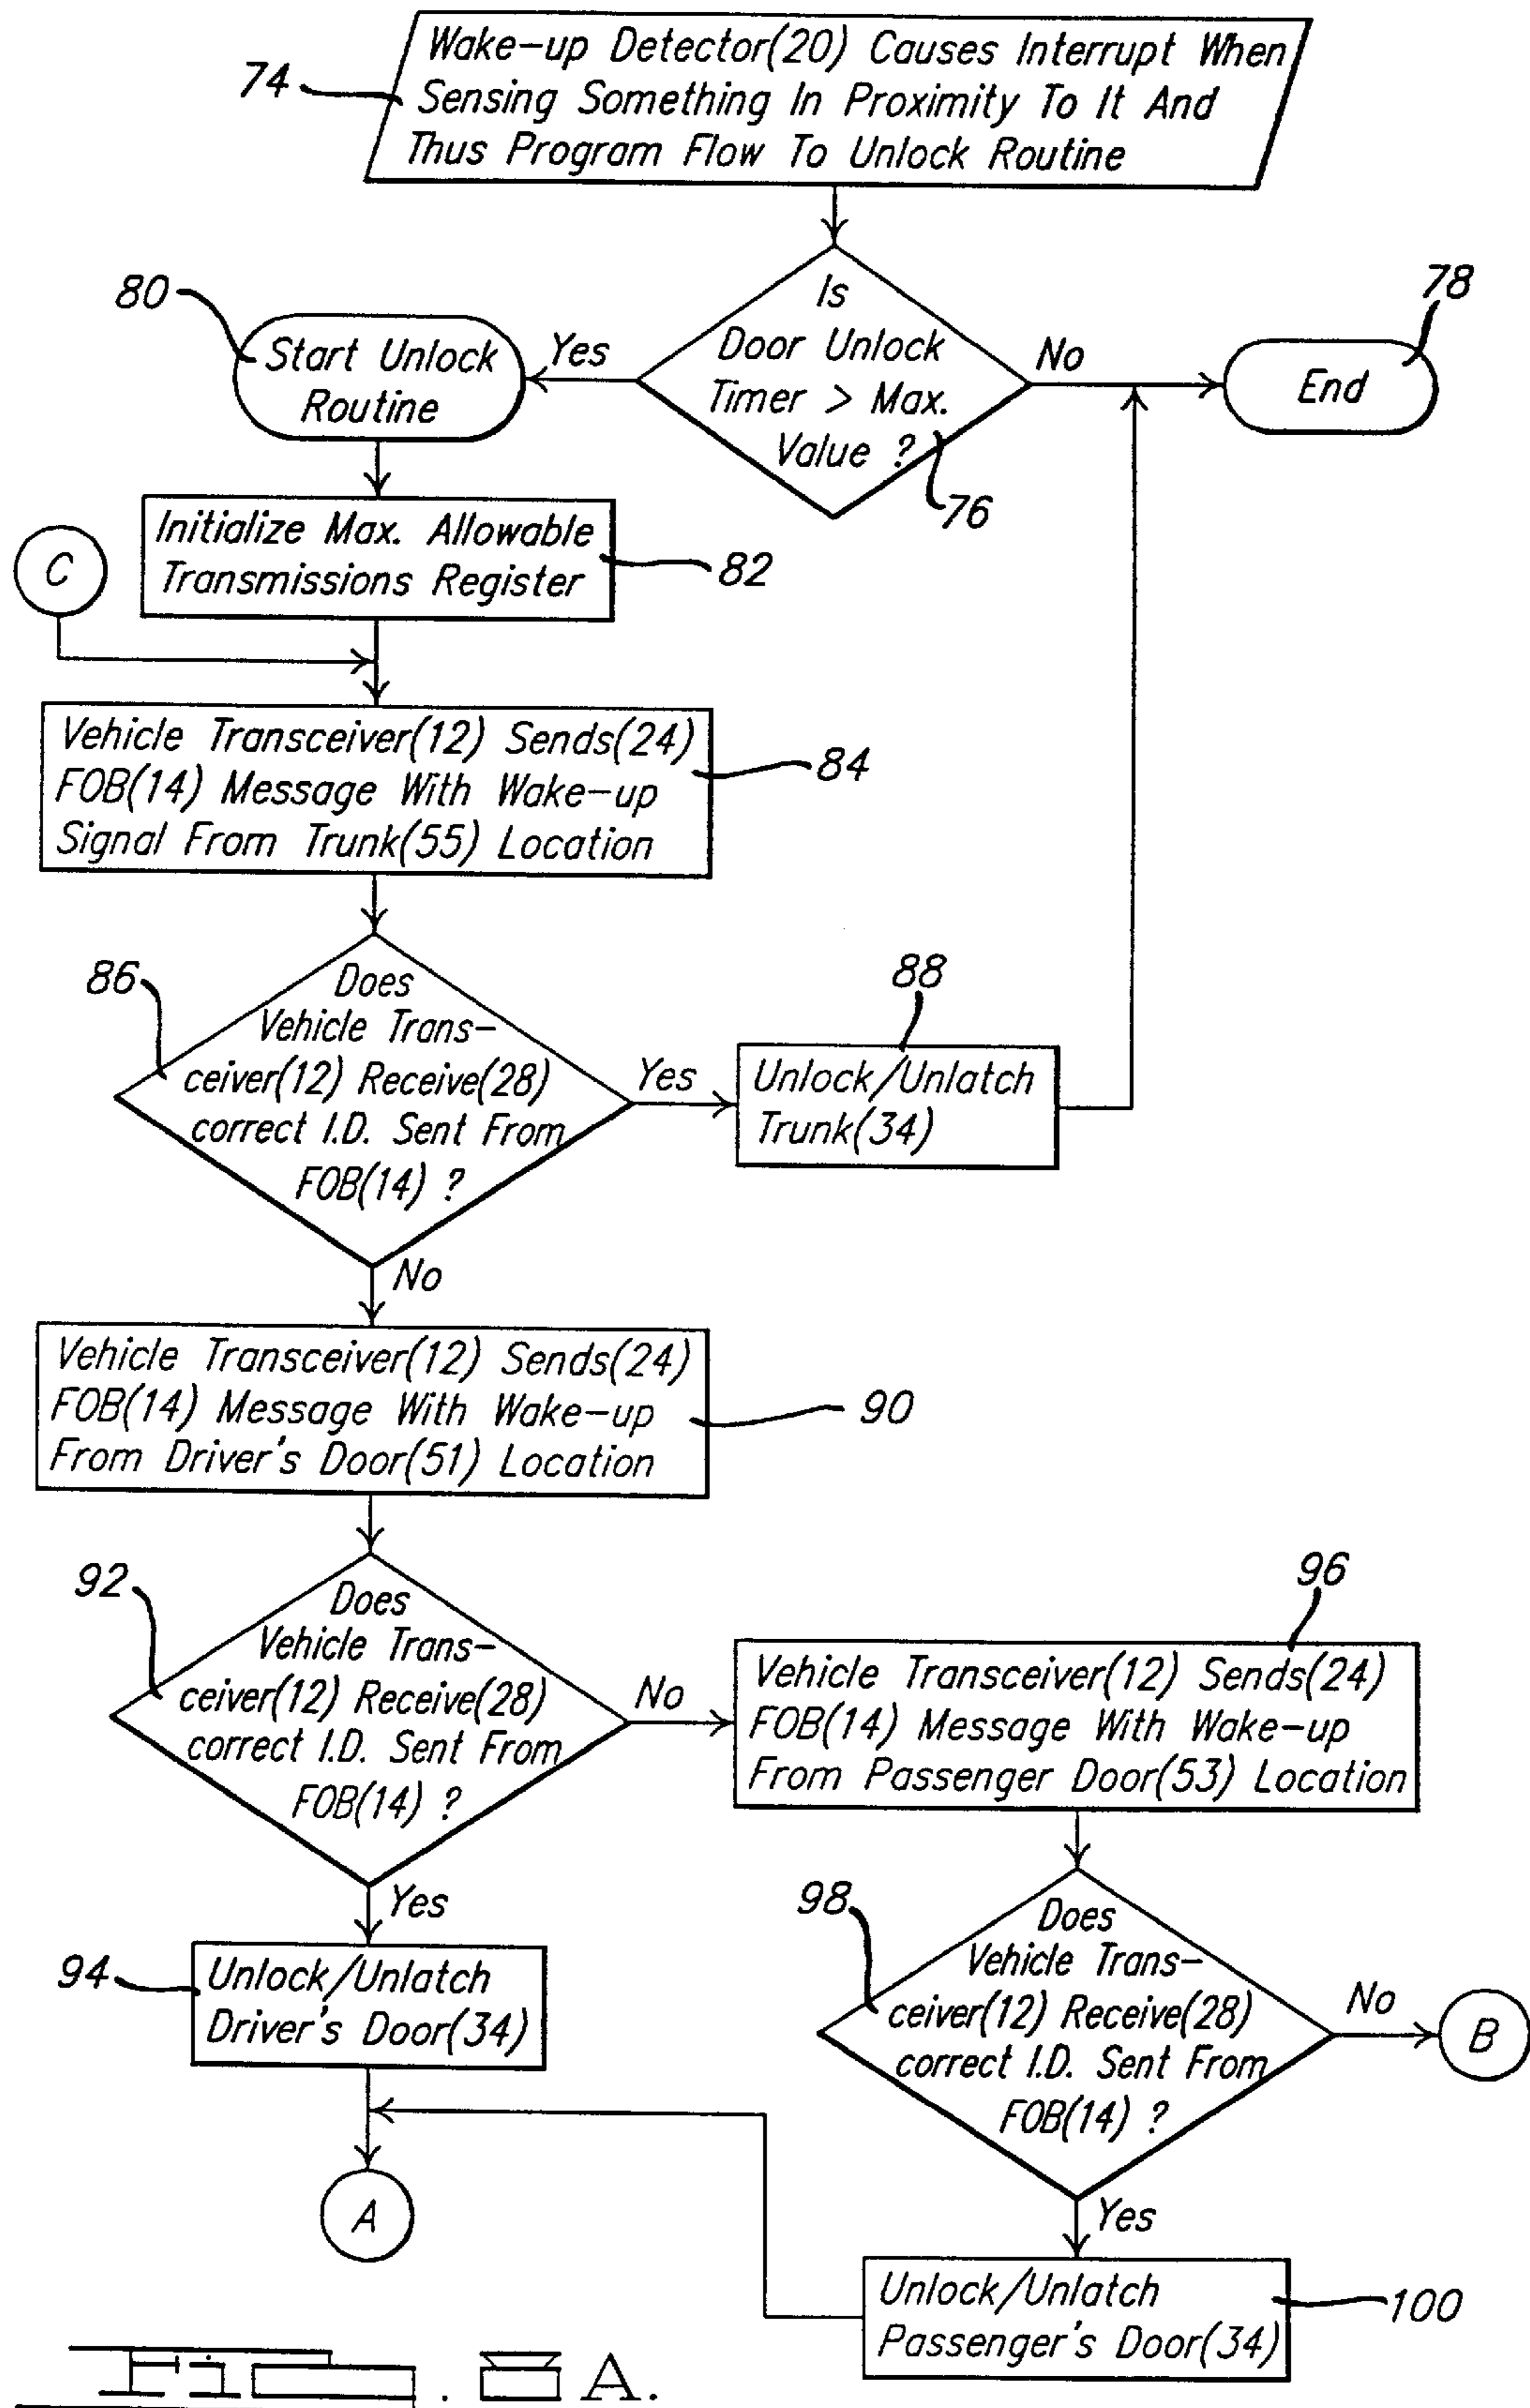 Wake-up Detector(20) Causes Interrupt When
Sensing Something In Proximity To It And
Thus Program Flow To Unlock Routine
74
Is
Door Unlock
Timer > Max.
Value ?
76
Yes
No
78
End
80
Start Unlock
Routine
Initialize Max. Allowable
Transmissions Register
82
C
Vehicle Transceiver(12) Sends(24)
FOB(14) Message With Wake-up
Signal From Trunk(55) Location
84
86
Does
Vehicle Trans-
ceiver(12) Receive(28)
correct I.D. Sent From
FOB(14) ?
Yes
88
Unlock/Unlatch
Trunk(34)
No
Vehicle Transceiver(12) Sends(24)
FOB(14) Message With Wake-up
From Driver's Door(51) Location
90
92
Does
Vehicle Trans-
ceiver(12) Receive(28)
correct I.D. Sent From
FOB(14) ?
No
96
Vehicle Transceiver(12) Sends(24)
FOB(14) Message With Wake-up
From Passenger Door(53) Location
Yes
94
Unlock/Unlatch
Driver's Door(34)
A
98
Does
Vehicle Trans-
ceiver(12) Receive(28)
correct I.D. Sent From
FOB(14) ?
No
B
Yes
Unlock/Unlatch
Passenger's Door(34)
100
A.